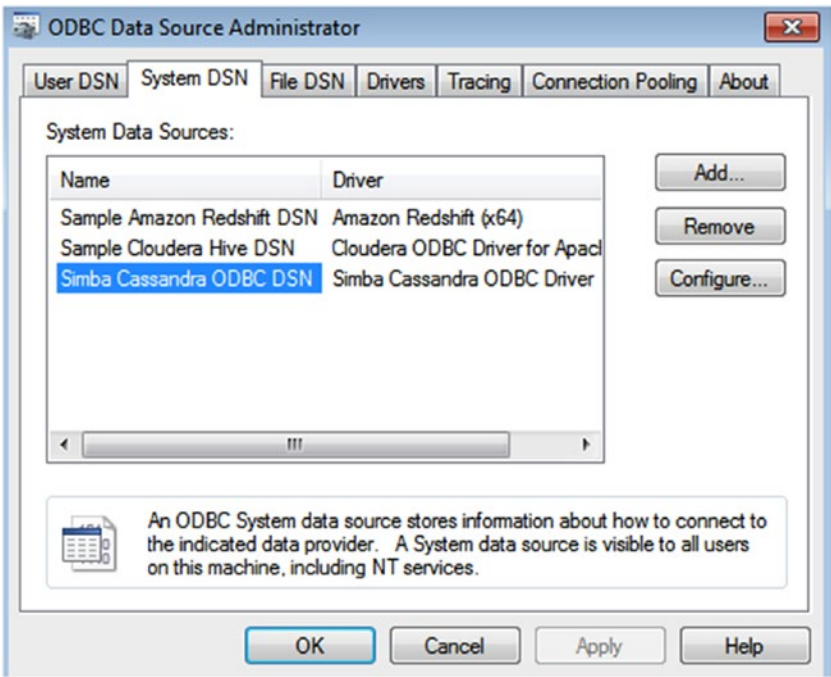 ODBC Data Source Administrator
User DSN System DSN File DSN Drivers Tracing Connection Pooling About
System Data Sources:
Name Driver
Sample Amazon Redshift DSN Amazon Redshift (x64)
Sample Cloudera Hive DSN Cloudera ODBC Driver for Apacl
Simba Cassandra ODBC DSN Simba Cassandra ODBC Driver
Add...
Remove
Configure...
An ODBC System data source stores information about how to connect to
the indicated data provider. A System data source is visible to all users
on this machine, including NT services.
OK Cancel Apply Help